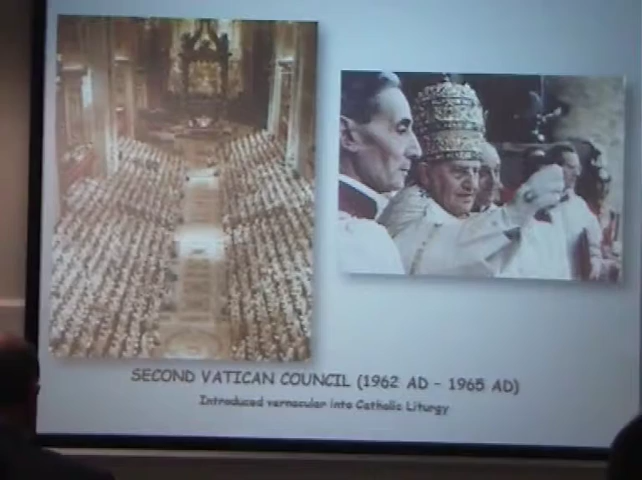 SECOND VATICAN COUNCIL (1962 AD - 1965 AD)
Introduced vernacular into Catholic Liturgy